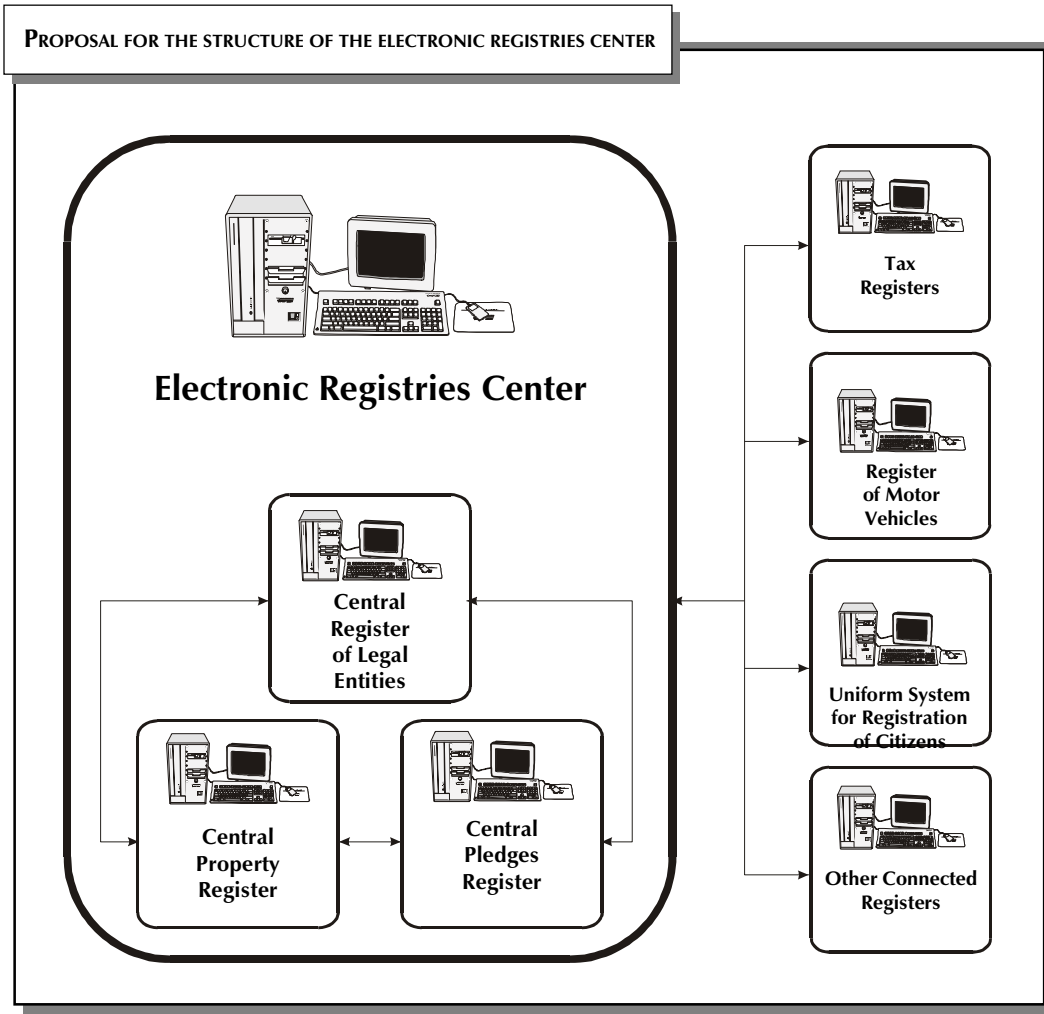 PROPOSAL FOR THE STRUCTURE OF THE ELECTRONIC REGISTRIES CENTER
Electronic Registries Center
Central
Register
of Legal
Entities
Central
Property
Register
Central
Pledges
Register
Tax
Registers
Register
of Motor
Vehicles
Uniform System
for Registration
of Citizens
Other Connected
Registers